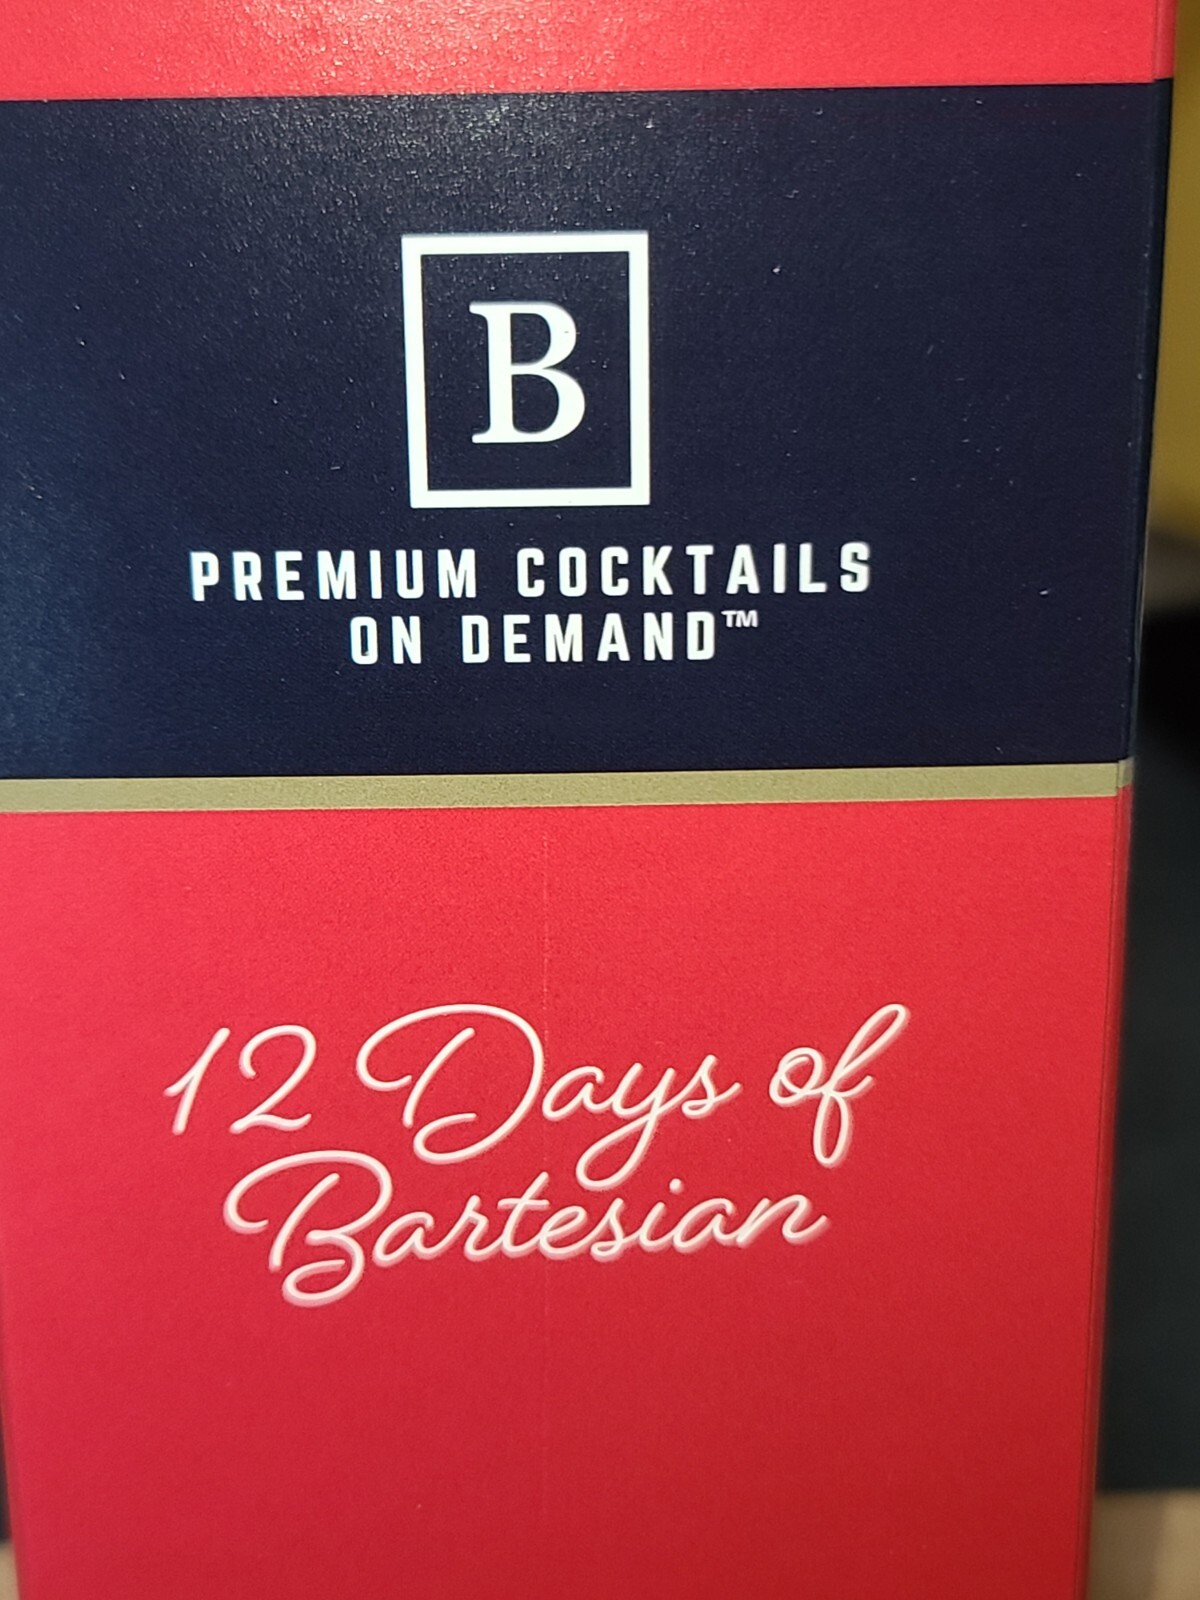 B
PREMIUM COCKTAILS
ON DEMAND™
12 Days of
Bartesian